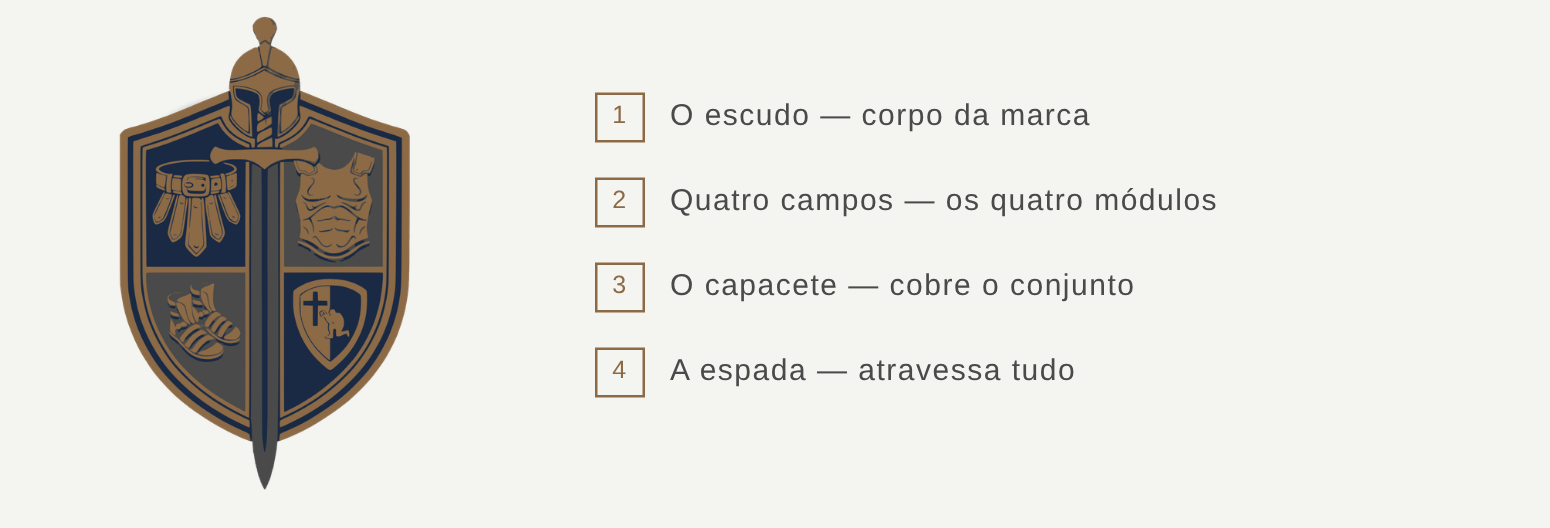 1 O escudo — corpo da marca
2 Quatro campos — os quatro módulos
3 O capacete — cobre o conjunto
4 A espada — atravessa tudo